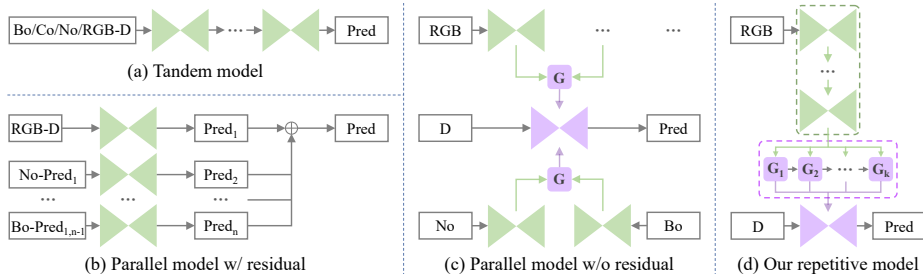 Bo/Co/No/RGB-D
...
Pred
(a) Tandem model
RGB-D
Pred₁
Pred
No-Pred₁
Pred₂
...
...
...
Bo-Pred₁,ₙ₋₁
Predₙ
(b) Parallel model w/ residual
RGB
...
...
G
D
Pred
G
No
Bo
(c) Parallel model w/o residual
RGB
...
G₁
G₂
...
Gₖ
D
Pred
(d) Our repetitive model